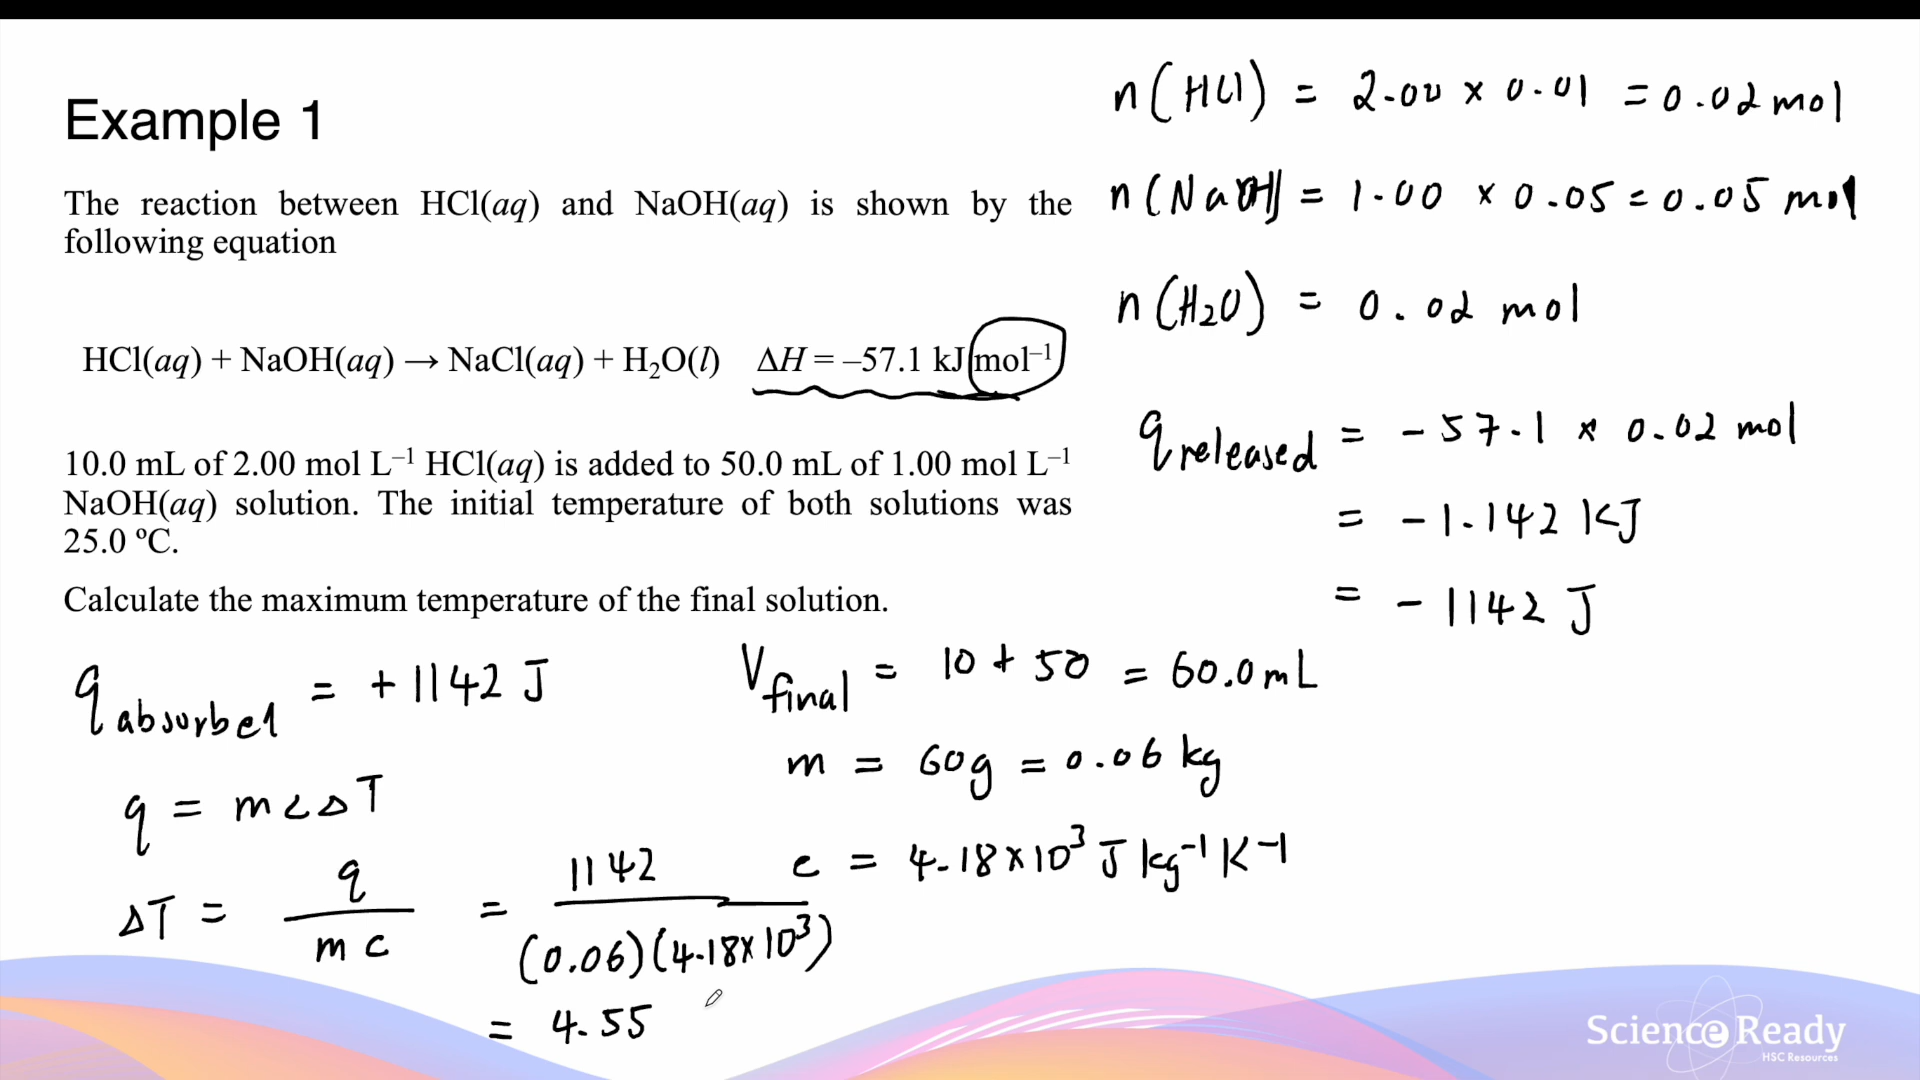 Example 1
The reaction between HCl(aq) and NaOH(aq) is shown by the
following equation
HCl(aq) + NaOH(aq) → NaCl(aq) + H₂O(l) ΔH = –57.1 kJ mol⁻¹
10.0 mL of 2.00 mol L⁻¹ HCl(aq) is added to 50.0 mL of 1.00 mol L⁻¹
NaOH(aq) solution. The initial temperature of both solutions was
25.0 ºC.
Calculate the maximum temperature of the final solution.
n(HCl) = 2.00 × 0.01 = 0.02 mol
n(NaOH) = 1.00 × 0.05 = 0.05 mol
n(H₂O) = 0.02 mol
q released = -57.1 × 0.02 mol
= -1.142 kJ
= -1142 J
q absorbed = +1142 J
q = mcΔT
ΔT = q / mc = 1142 / (0.06)(4.18×10³)
= 4.55
V final = 10 + 50 = 60.0 mL
m = 60g = 0.06 kg
c = 4.18×10³ J kg⁻¹ K⁻¹
Science Ready
HSC Resources